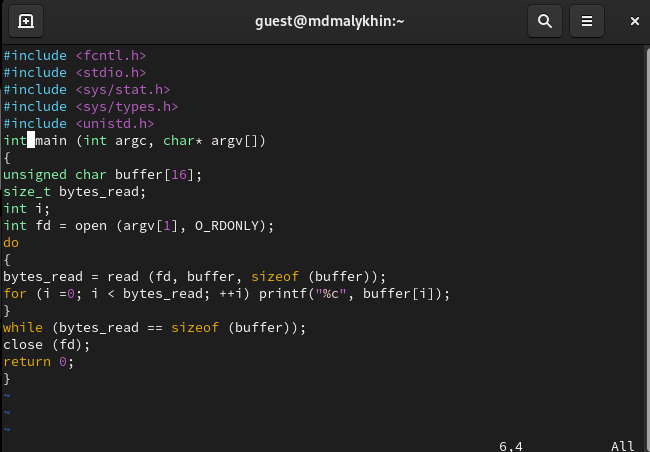 guest@mdmalykhin:~
#include <fcntl.h>
#include <stdio.h>
#include <sys/stat.h>
#include <sys/types.h>
#include <unistd.h>
int main (int argc, char* argv[])
{
unsigned char buffer[16];
size_t bytes_read;
int i;
int fd = open (argv[1], O_RDONLY);
do
{
bytes_read = read (fd, buffer, sizeof (buffer));
for (i =0; i < bytes_read; ++i) printf("%c", buffer[i]);
}
while (bytes_read == sizeof (buffer));
close (fd);
return 0;
}
~
~
~
6,4 All